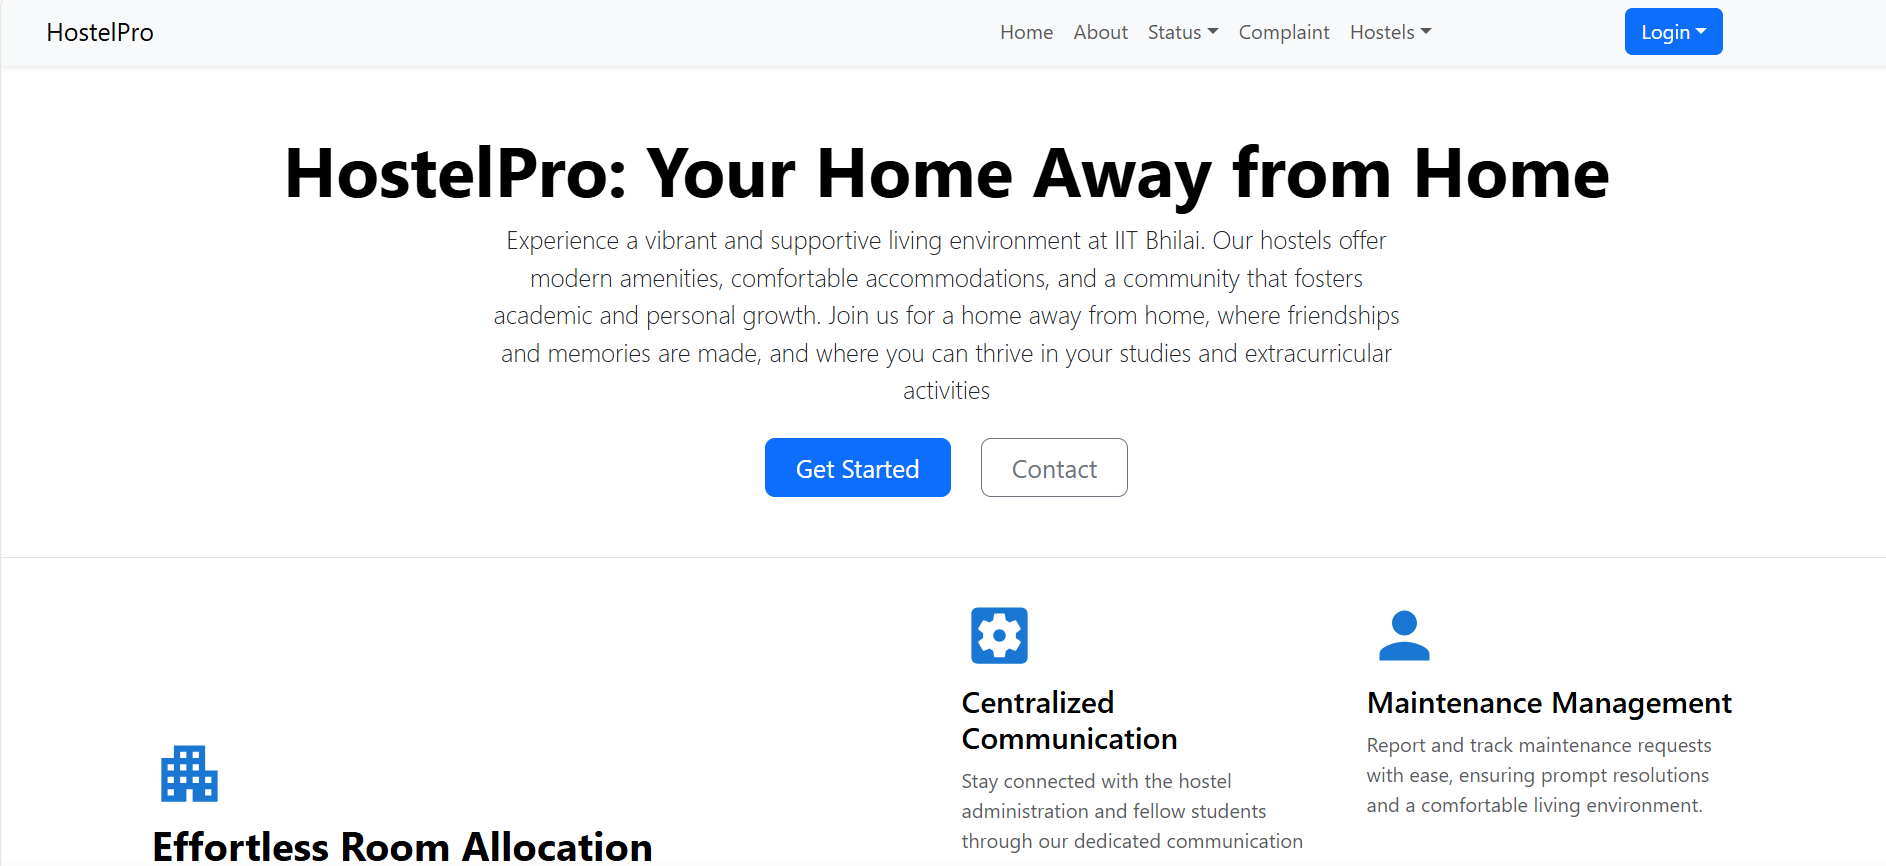 HostelPro
Home About Status Complaint Hostels Login
HostelPro: Your Home Away from Home
Experience a vibrant and supportive living environment at IIT Bhilai. Our hostels offer
modern amenities, comfortable accommodations, and a community that fosters
academic and personal growth. Join us for a home away from home, where friendships
and memories are made, and where you can thrive in your studies and extracurricular
activities
Get Started Contact
Effortless Room Allocation
Centralized
Communication
Stay connected with the hostel
administration and fellow students
through our dedicated communication
Maintenance Management
Report and track maintenance requests
with ease, ensuring prompt resolutions
and a comfortable living environment.